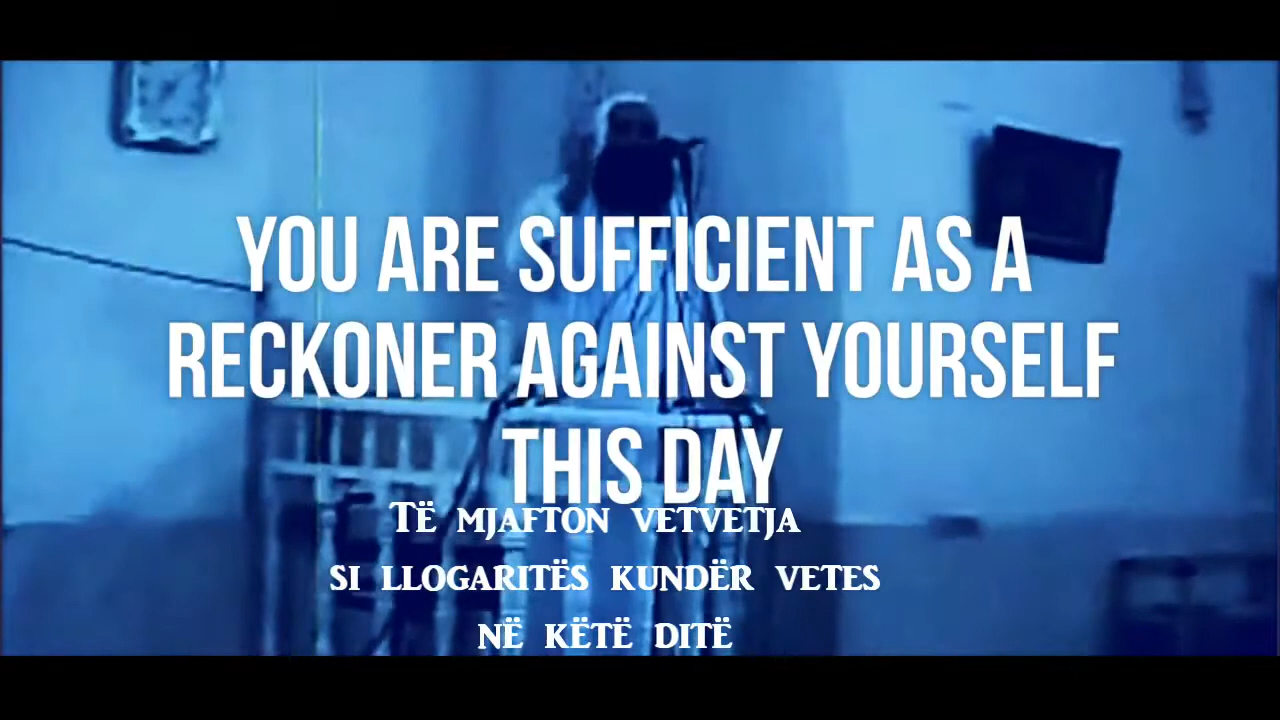 YOU ARE SUFFICIENT AS A
RECKONER AGAINST YOURSELF
THIS DAY
TË MJAFTON VETVETJA
SI LLOGARITËS KUNDËR VETES
NË KËTË DITË